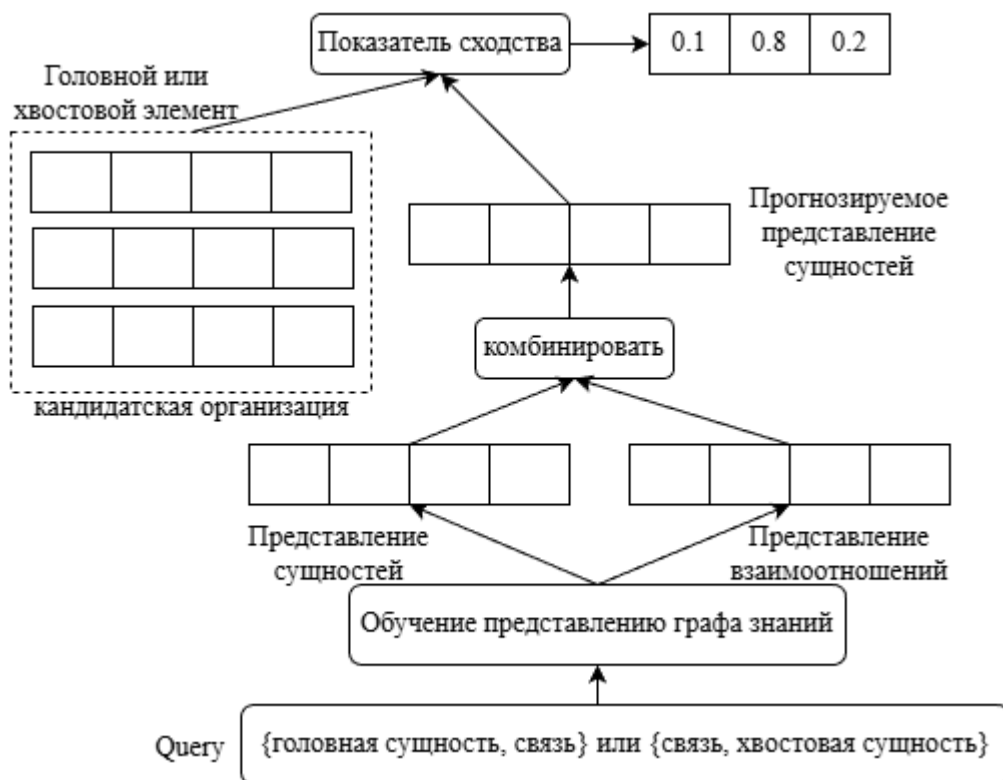 Показатель сходства
0.1 0.8 0.2
Головной или
хвостовой элемент
Прогнозируемое
представление
сущностей
комбинировать
кандидатская организация
Представление
сущностей
Представление
взаимоотношений
Обучение представлению графа знаний
Query {головная сущность, связь} или {связь, хвостовая сущность}